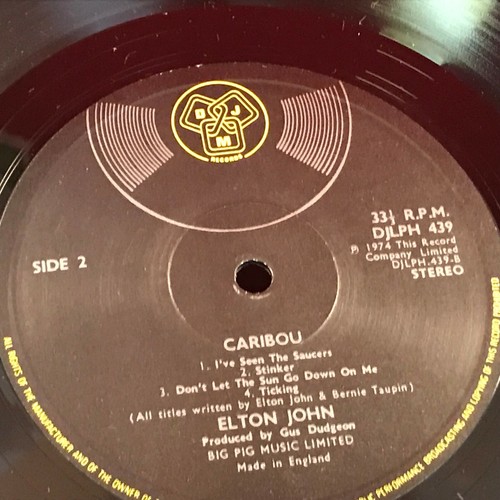 D J
M
RECORDS
SIDE 2
33⅓ R.P.M.
DJLPH 439
℗ 1974 This Record
Company Limited
DJLPH.439-B
STEREO
CARIBOU
1. I've Seen The Saucers
2. Stinker
3. Don't Let The Sun Go Down On Me
4. Ticking
(All titles written by Elton John & Bernie Taupin)
ELTON JOHN
Produced by Gus Dudgeon
BIG PIG MUSIC LIMITED
Made in England
ALL RIGHTS OF THE MANUFACTURER AND OF THE OWNER OF
PERFORMANCE BROADCASTING AND COPYING OF THIS RECORD PROHIBITED